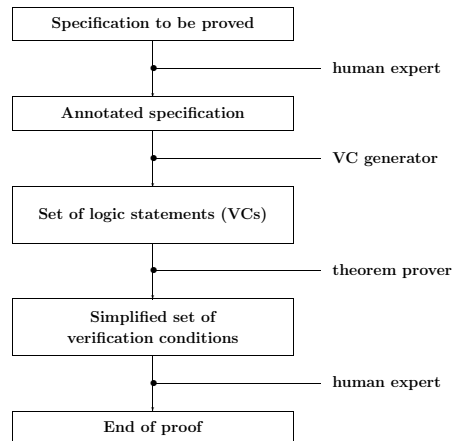 Specification to be proved
human expert
Annotated specification
VC generator
Set of logic statements (VCs)
theorem prover
Simplified set of
verification conditions
human expert
End of proof